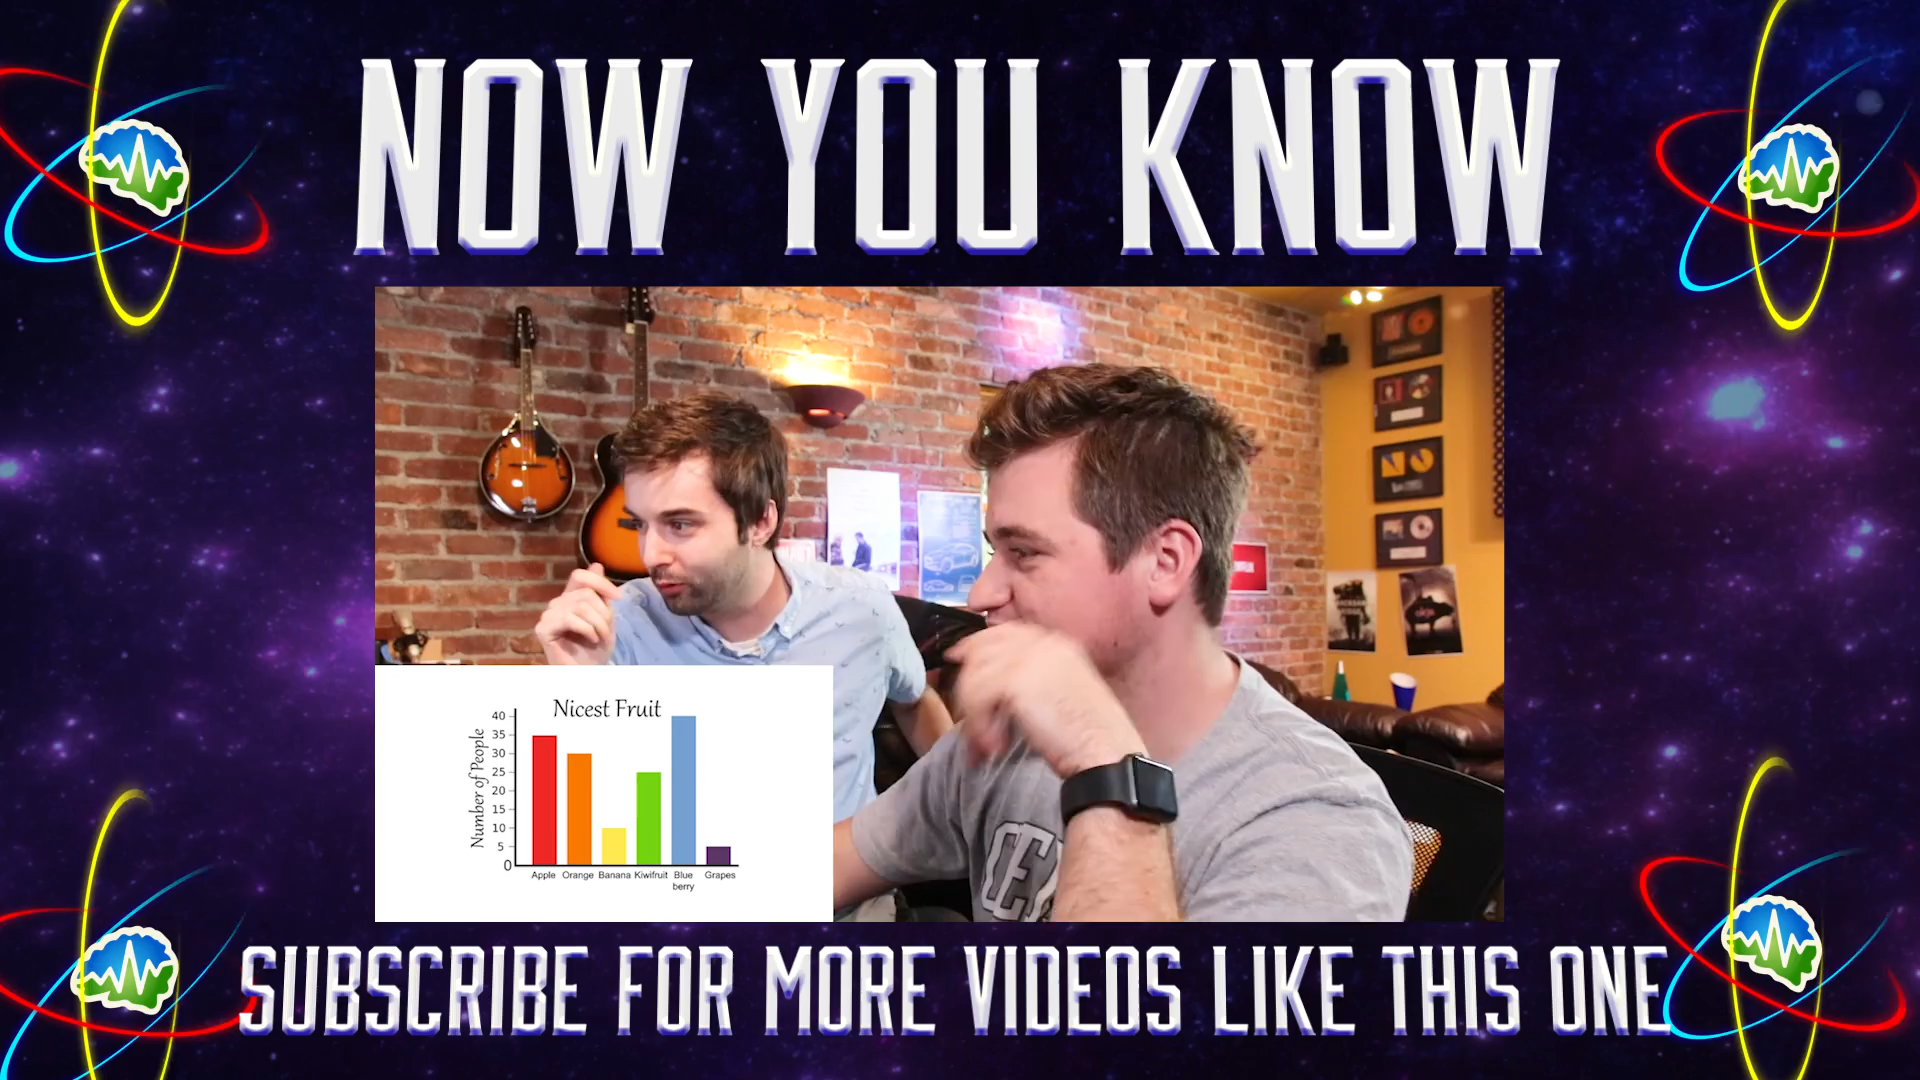 NOW YOU KNOW
Nicest Fruit
Number of People
40
35
30
25
20
15
10
5
0
Apple Orange Banana Kiwifruit Blue berry Grapes
SUBSCRIBE FOR MORE VIDEOS LIKE THIS ONE